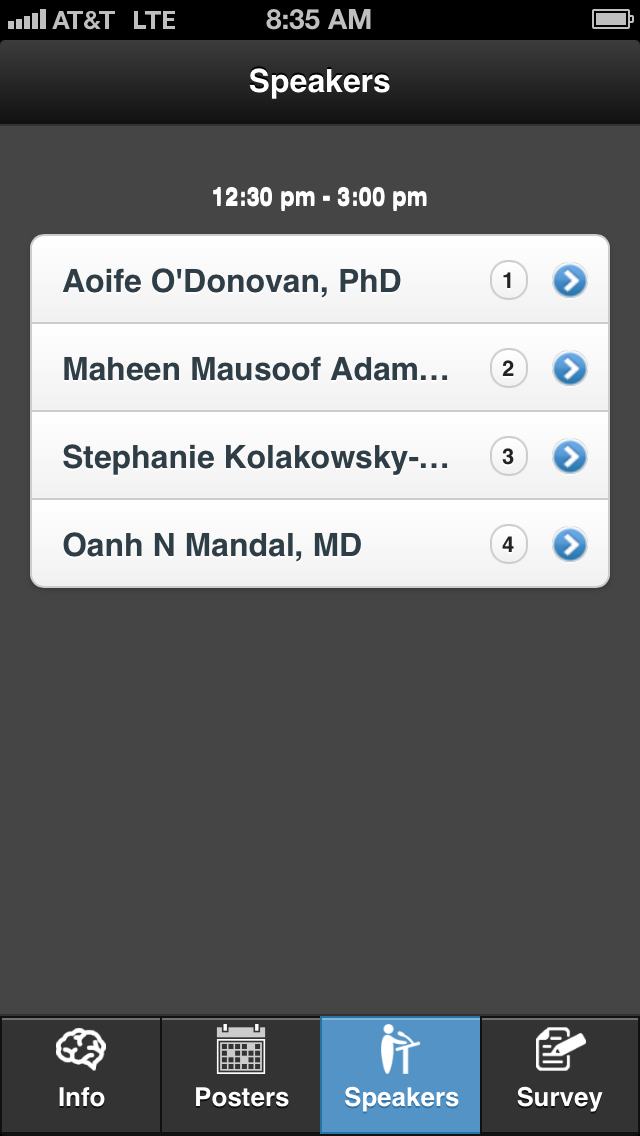 AT&T LTE 8:35 AM
Speakers
12:30 pm - 3:00 pm
Aoife O'Donovan, PhD 1
Maheen Mausoof Adam... 2
Stephanie Kolakowsky-... 3
Oanh N Mandal, MD 4
Info Posters Speakers Survey